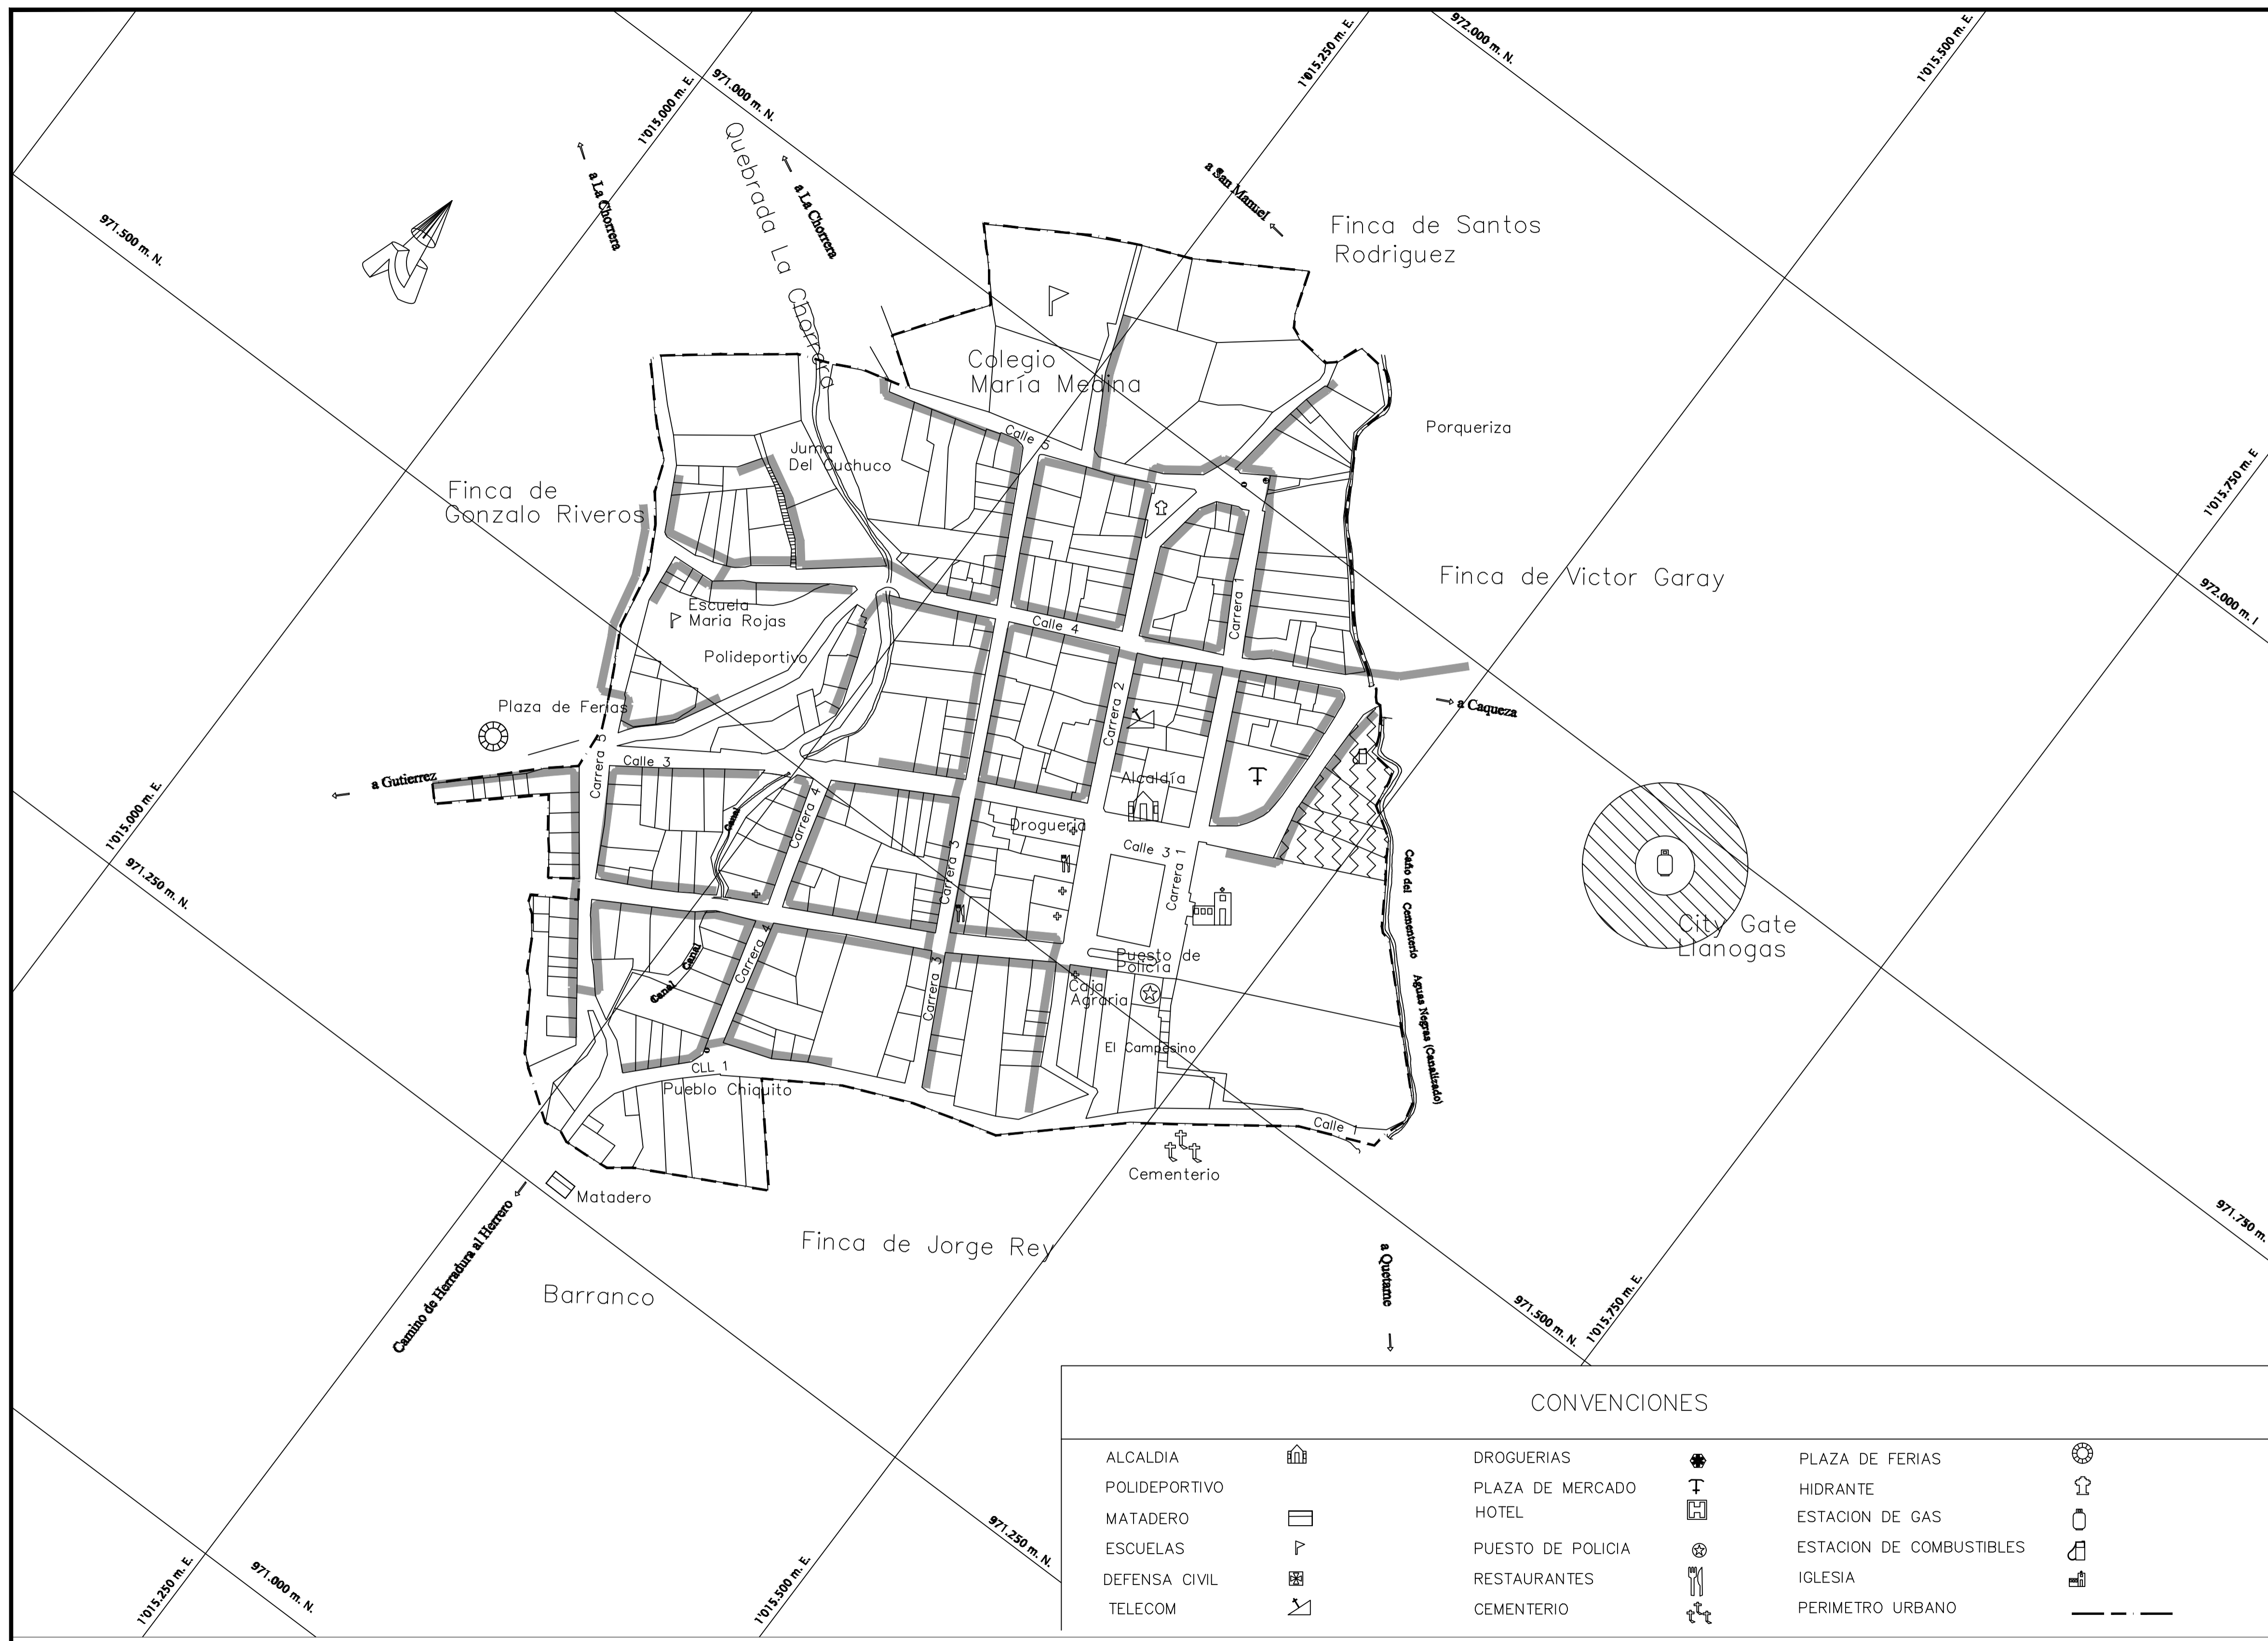 972.000 m. N.
1'015.250 m. E.
1'015.500 m. E.
1'015.000 m. E.
971.000 m. N.
971.500 m. N.
a La Chorrera
Quebrada La Chorrera
a La Chorrera
a San Manuel
Finca de Santos
Rodriguez
Colegio
María Medina
Porqueriza
Calle 5
Juma
Del Cuchuco
1'015.750 m. E
Finca de
Gonzalo Riveros
Finca de Victor Garay
972.000 m. I
Escuela
Maria Rojas
Carrera 1
Calle 4
Polideportivo
Plaza de Ferias
Carrera 2
a Caqueza
Carrera 5
Calle 3
a Gutierrez
Alcaldía
Carrera 4
Canal
Drogueria
1'015.000 m. E.
971.250 m. N.
Calle 3
Carrera 3
Carrera 1
Caño del Cementerio Aguas Negras (Canalizado)
City Gate
Llanogas
Carrera 4
Canal
Canal
Carrera 3
Puesto de
Policía
Caja
Agraria
El Campesino
CLL 1
Pueblo Chiquito
Calle 1
Cementerio
Matadero
Camino de Herradura al Herrero
Finca de Jorge Rey
Barranco
a Quetame
971.750 m.
971.500 m. N.
1'015.750 m. E.
CONVENCIONES
ALCALDIA
POLIDEPORTIVO
MATADERO
ESCUELAS
DEFENSA CIVIL
TELECOM
DROGUERIAS
PLAZA DE MERCADO
HOTEL
PUESTO DE POLICIA
RESTAURANTES
CEMENTERIO
PLAZA DE FERIAS
HIDRANTE
ESTACION DE GAS
ESTACION DE COMBUSTIBLES
IGLESIA
PERIMETRO URBANO
971.250 m. N.
1'015.250 m. E.
971.000 m. N.
1'015.500 m. E.